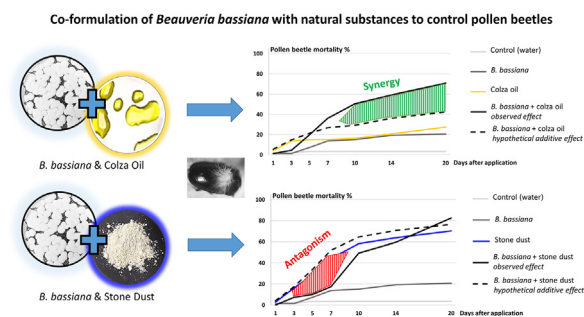 Co-formulation of Beauveria bassiana with natural substances to control pollen beetles
B. bassiana & Colza Oil
Pollen beetle mortality %
100
80
60
40
20
0
1 3 5 7 10 14 20 Days after application
Synergy
Control (water)
B. bassiana
Colza oil
B. bassiana + colza oil
observed effect
B. bassiana + colza oil
hypothetical additive effect
B. bassiana & Stone Dust
Pollen beetle mortality %
100
80
60
40
20
0
1 3 5 7 10 14 20 Days after application
Antagonism
Control (water)
B. bassiana
Stone dust
B. bassiana + stone dust
observed effect
B. bassiana + stone dust
hypothetical additive effect